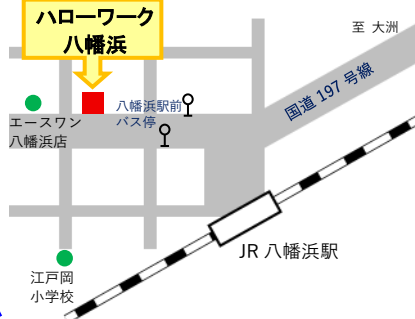 ハローワーク
八幡浜
至 大洲
国道 197 号線
八幡浜駅前
バス停
エースワン
八幡浜店
JR 八幡浜駅
江戸岡
小学校